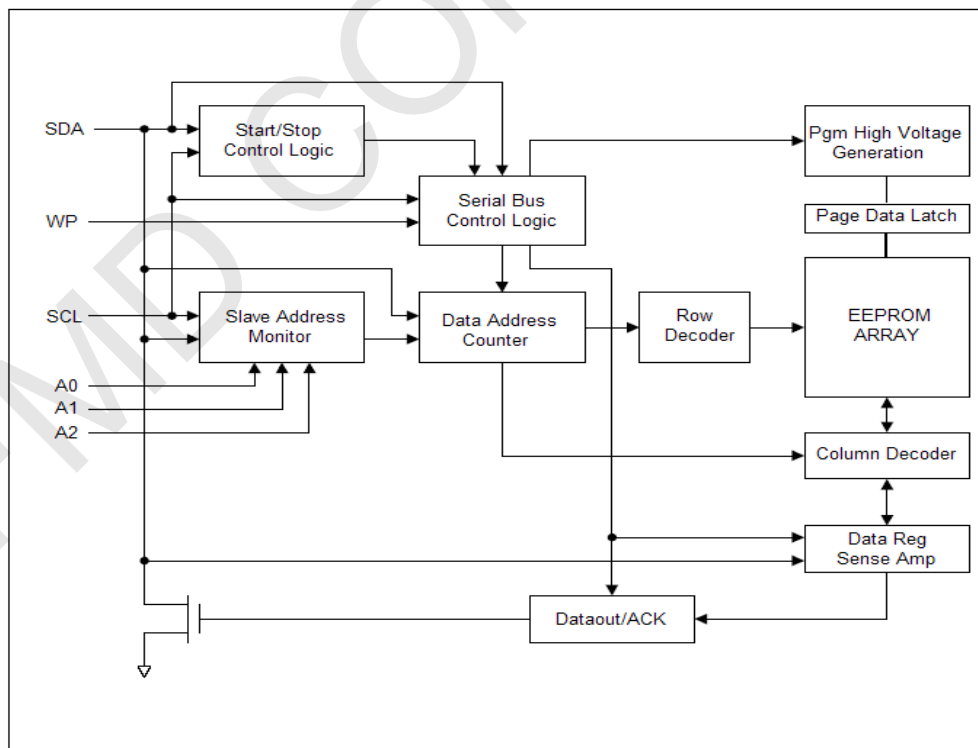 SDA
Start/Stop
Control Logic
Pgm High Voltage
Generation
WP
Serial Bus
Control Logic
Page Data Latch
SCL
Slave Address
Monitor
Data Address
Counter
Row
Decoder
EEPROM
ARRAY
A0
A1
A2
Column Decoder
Data Reg
Sense Amp
Dataout/ACK